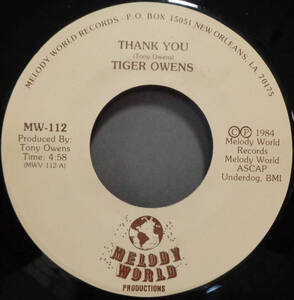 MELODY WORLD RECORDS - P.O. BOX 15051 NEW ORLEANS, LA 70175
THANK YOU
(Tony Owens)
TIGER OWENS
MW-112
Produced By:
Tony Owens
Time: 4:58
(MWV-112-A)
© ℗ 1984
Melody World
Records
Melody World
ASCAP
Underdog, BMI
MELODY
WORLD
PRODUCTIONS